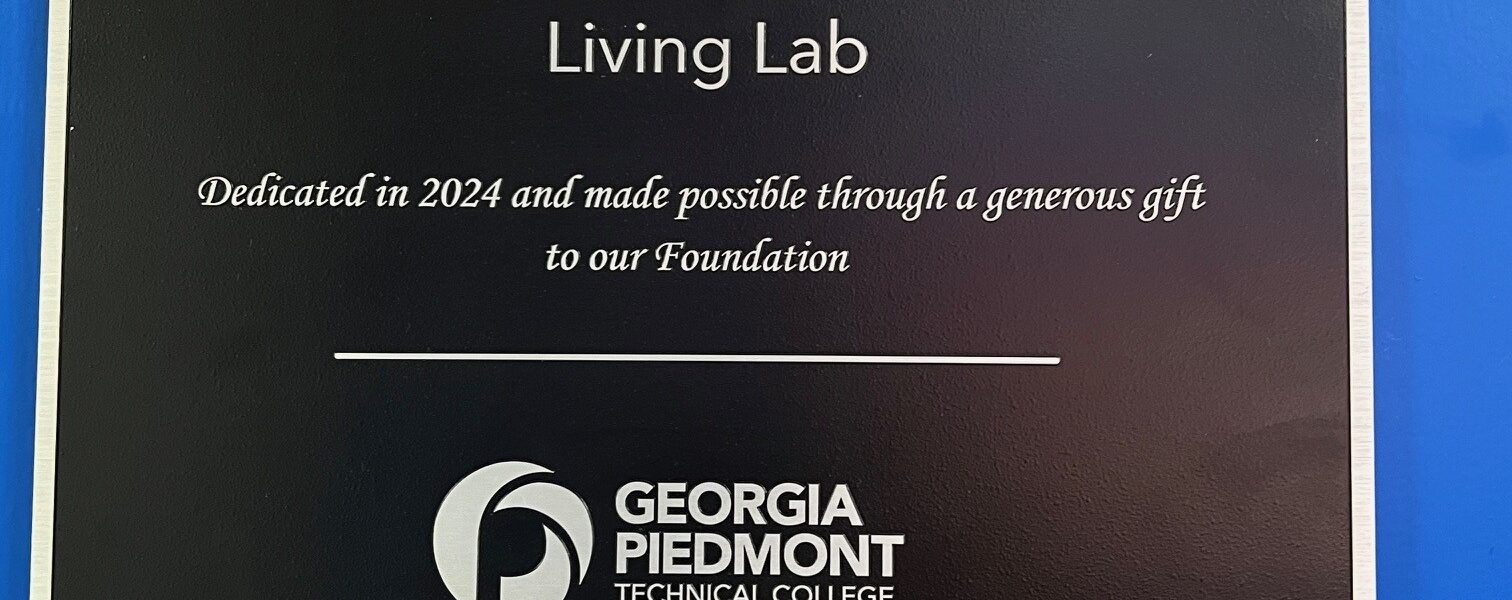 Living Lab
Dedicated in 2024 and made possible through a generous gift
to our Foundation
GEORGIA
PIEDMONT
TECHNICAL COLLEGE